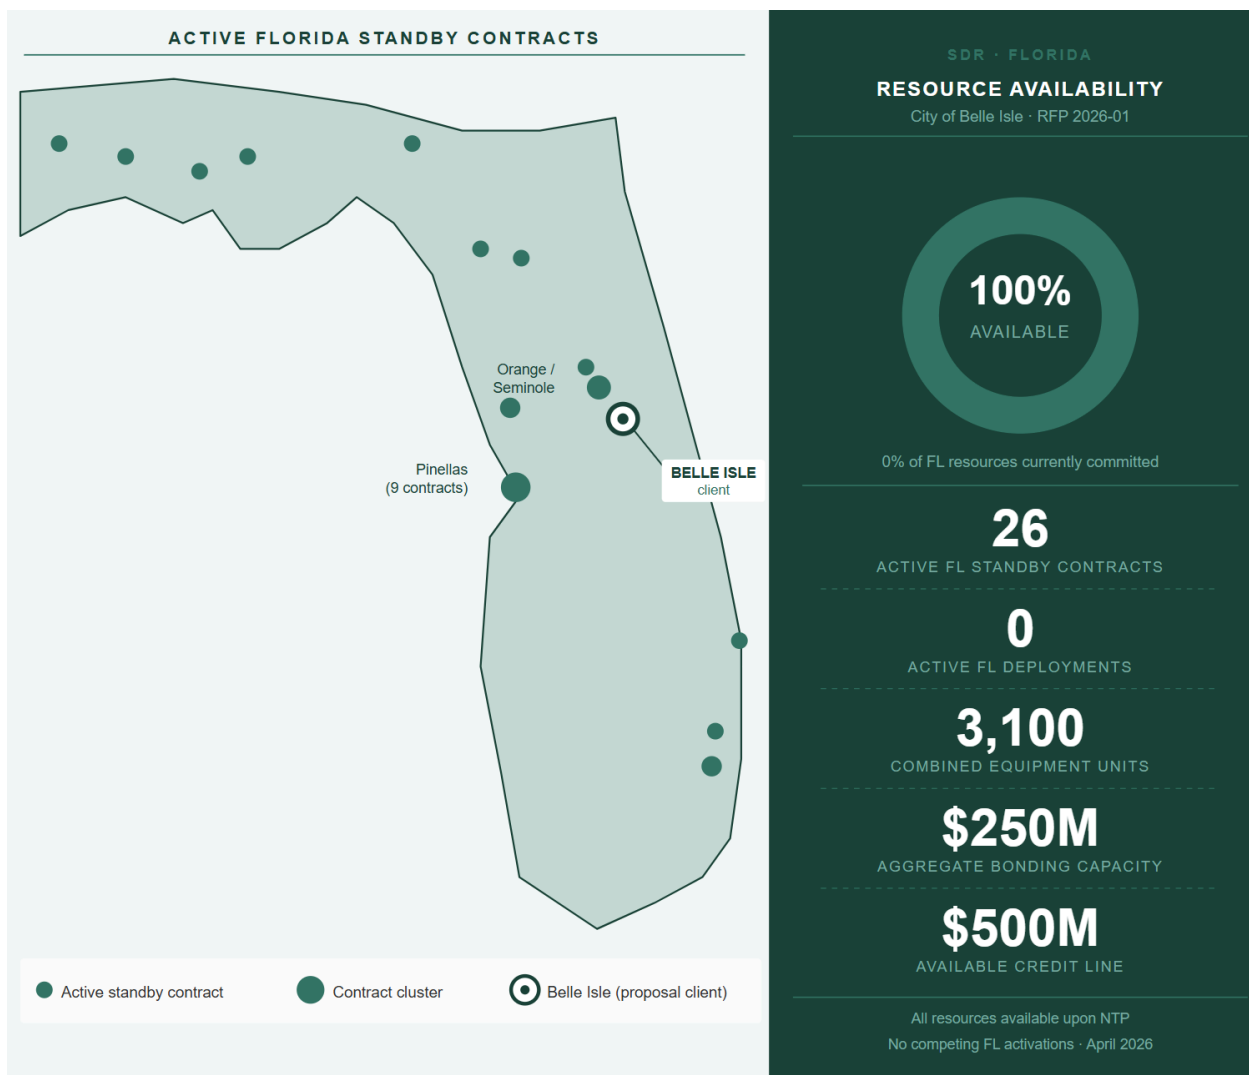 ACTIVE FLORIDA STANDBY CONTRACTS
Orange /
Seminole
Pinellas
(9 contracts)
BELLE ISLE
client
Active standby contract
Contract cluster
Belle Isle (proposal client)
SDR · FLORIDA
RESOURCE AVAILABILITY
City of Belle Isle · RFP 2026-01
100%
AVAILABLE
0% of FL resources currently committed
26
ACTIVE FL STANDBY CONTRACTS
0
ACTIVE FL DEPLOYMENTS
3,100
COMBINED EQUIPMENT UNITS
$250M
AGGREGATE BONDING CAPACITY
$500M
AVAILABLE CREDIT LINE
All resources available upon NTP
No competing FL activations · April 2026